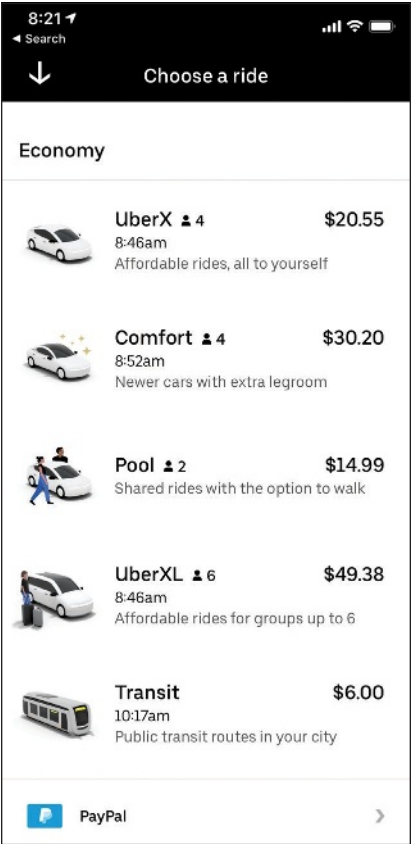 8:21
◀ Search
Choose a ride
Economy
UberX 4 $20.55
8:46am
Affordable rides, all to yourself
Comfort 4 $30.20
8:52am
Newer cars with extra legroom
Pool 2 $14.99
Shared rides with the option to walk
UberXL 6 $49.38
8:46am
Affordable rides for groups up to 6
Transit $6.00
10:17am
Public transit routes in your city
PayPal